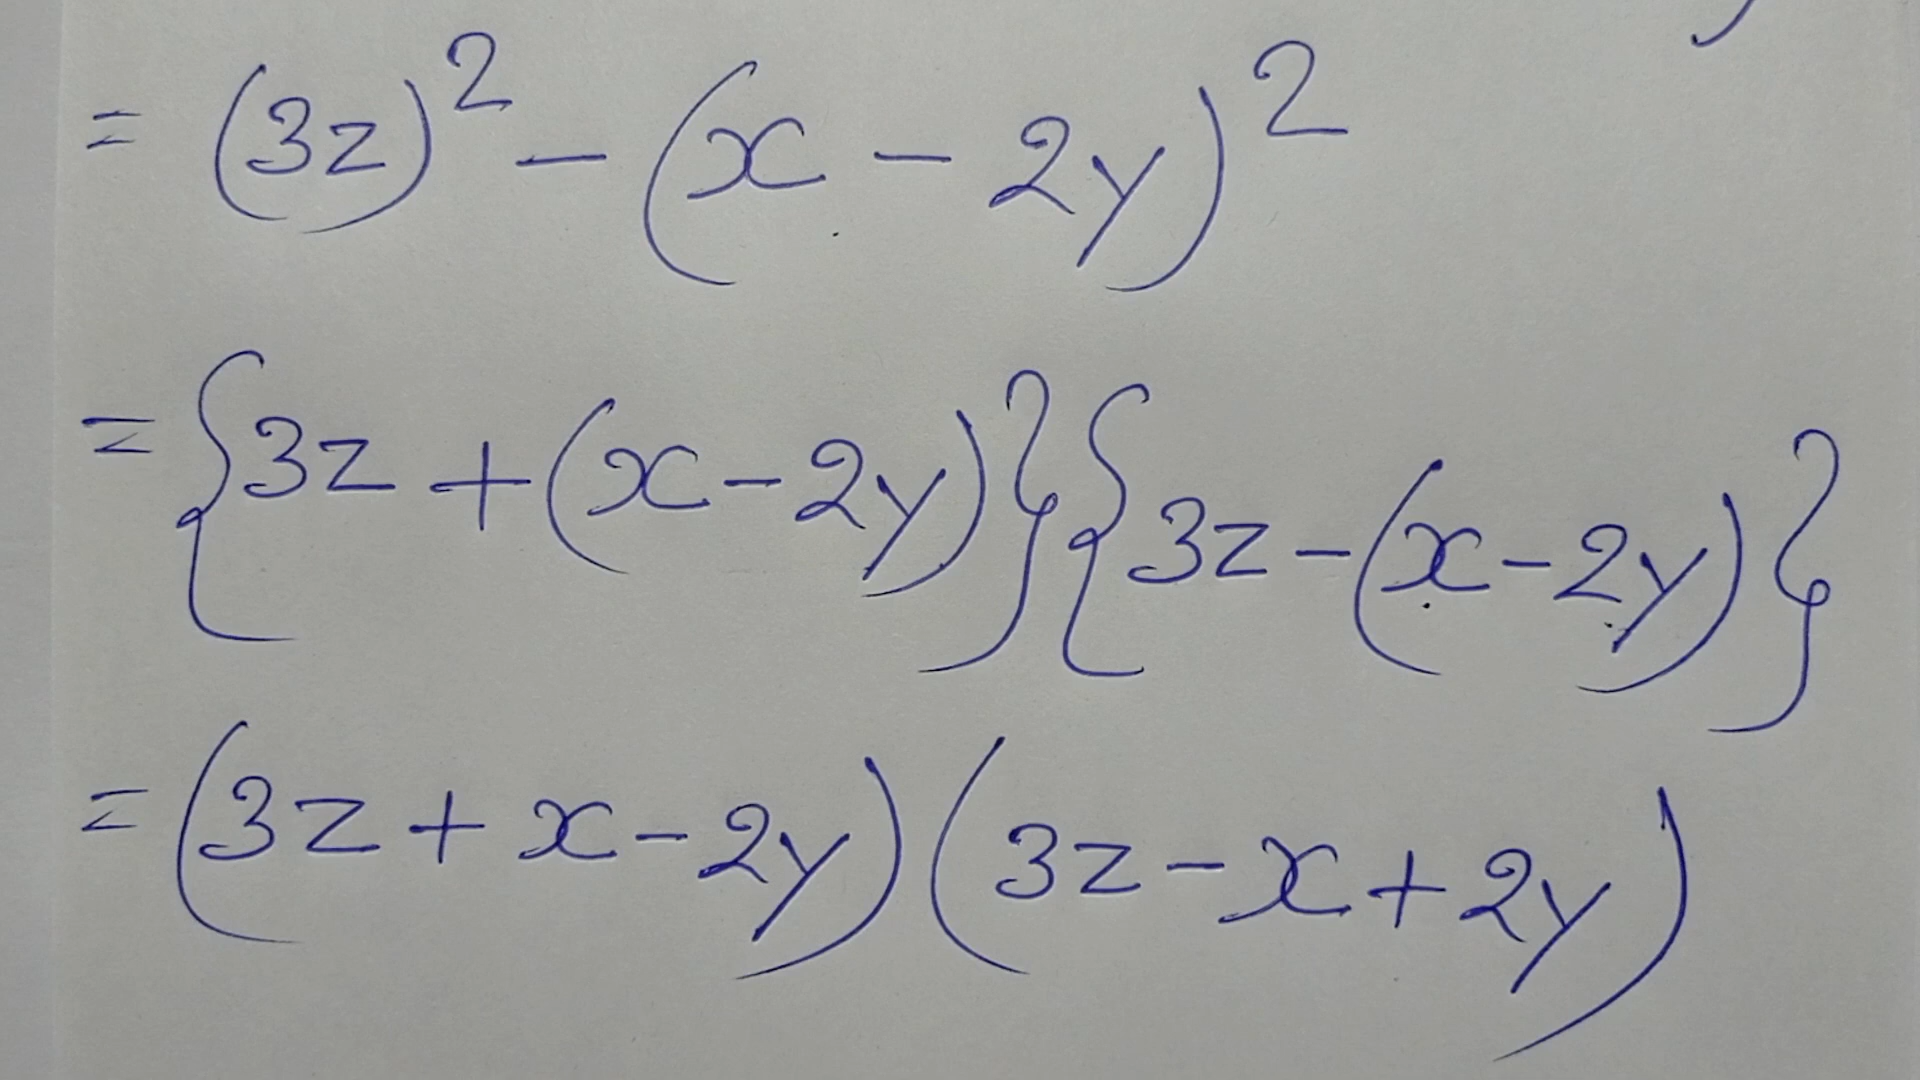 = (3z)² - (x - 2y)²
= {3z + (x - 2y)}{3z - (x - 2y)}
= (3z + x - 2y)(3z - x + 2y)